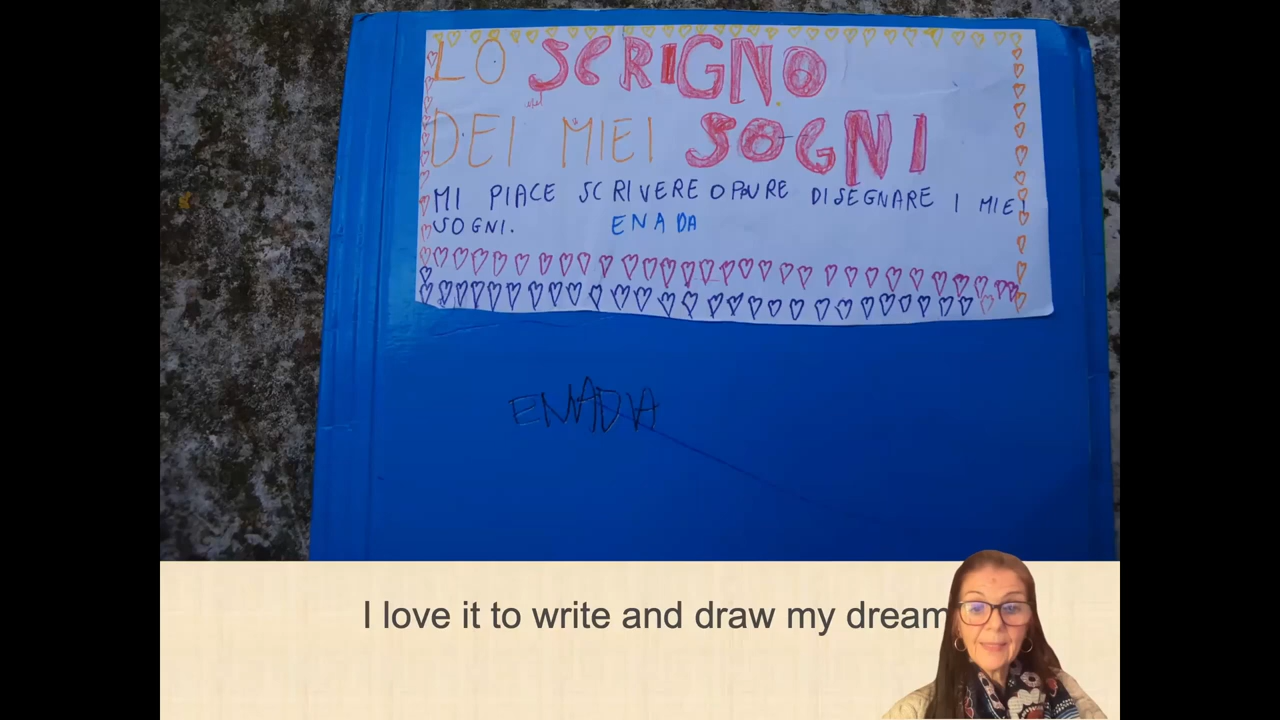 LO SCRIGNO
DEI MIEI SOGNI
MI PIACE SCRIVERE OPPURE DISEGNARE I MIEI
SOGNI. ENADA
ENADIA
I love it to write and draw my dream